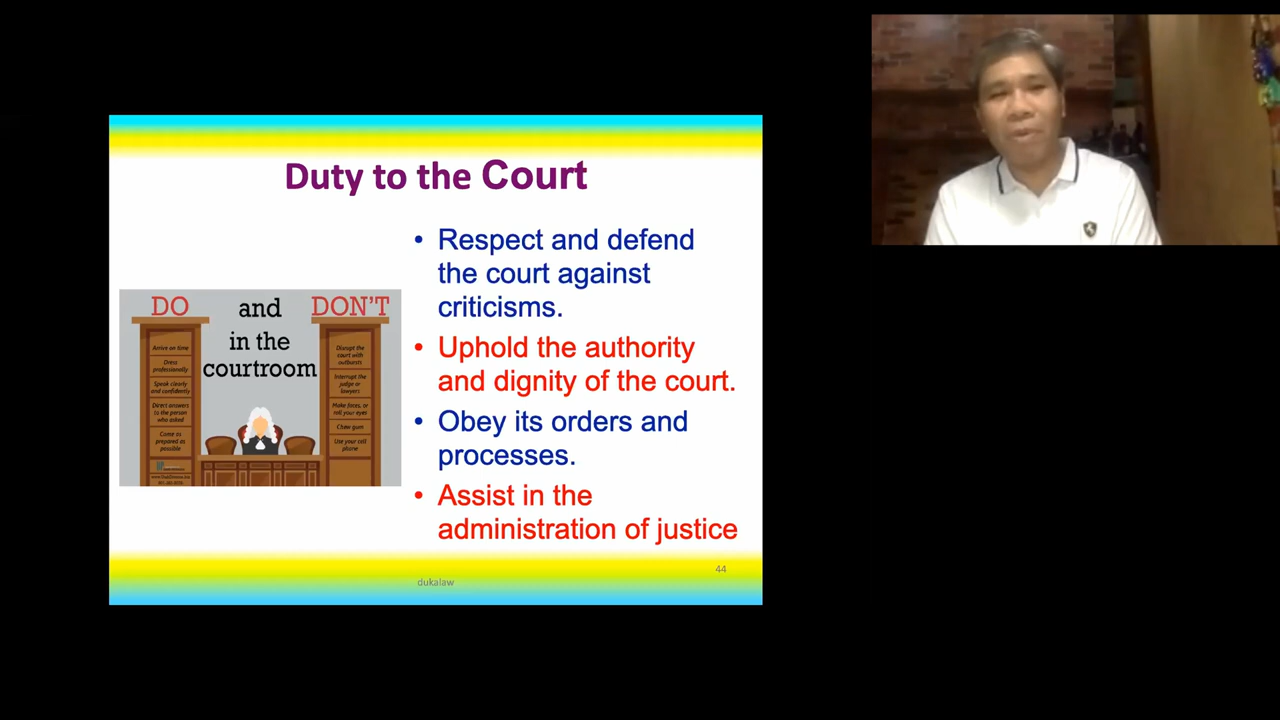 Duty to the Court
DO
and
DON'T
in the
courtroom
Arrive on time
Dress
professionally
Speak clearly
and confidently
Direct answers
to the person
who asked
Come as
prepared as
possible
Disrupt the
court with
outbursts
Interrupt the
judge or
lawyers
Make faces, or
roll your eyes
Chew gum
Use your cell
phone
• Respect and defend
the court against
criticisms.
• Uphold the authority
and dignity of the court.
• Obey its orders and
processes.
• Assist in the
administration of justice
44
dukalaw